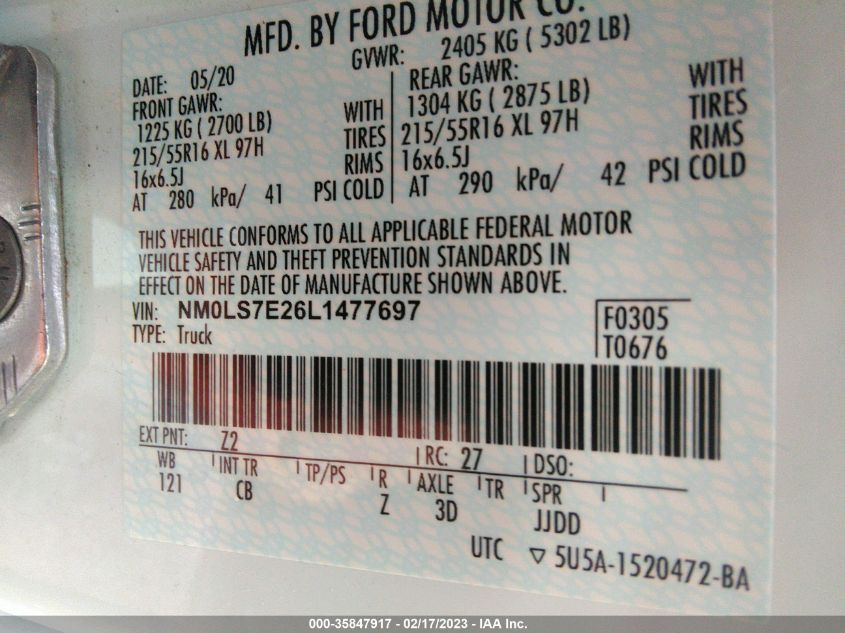 MFD. BY FORD MOTOR CO.
GVWR: 2405 KG ( 5302 LB)
DATE: 05/20
FRONT GAWR:
1225 KG ( 2700 LB) WITH
215/55R16 XL 97H TIRES
16x6.5J RIMS
AT 280 kPa/ 41 PSI COLD
REAR GAWR: WITH
1304 KG ( 2875 LB) TIRES
215/55R16 XL 97H RIMS
16x6.5J
AT 290 kPa/ 42 PSI COLD
THIS VEHICLE CONFORMS TO ALL APPLICABLE FEDERAL MOTOR
VEHICLE SAFETY AND THEFT PREVENTION STANDARDS IN
EFFECT ON THE DATE OF MANUFACTURE SHOWN ABOVE.
VIN: NM0LS7E26L1477697
TYPE: Truck
F0305
T0676
EXT PNT: Z2 RC: 27 DSO:
WB INT TR TP/PS R AXLE TR SPR
121 CB Z 3D JJDD
UTC ▽ 5U5A-1520472-BA
000-35847917 - 02/17/2023 - IAA Inc.